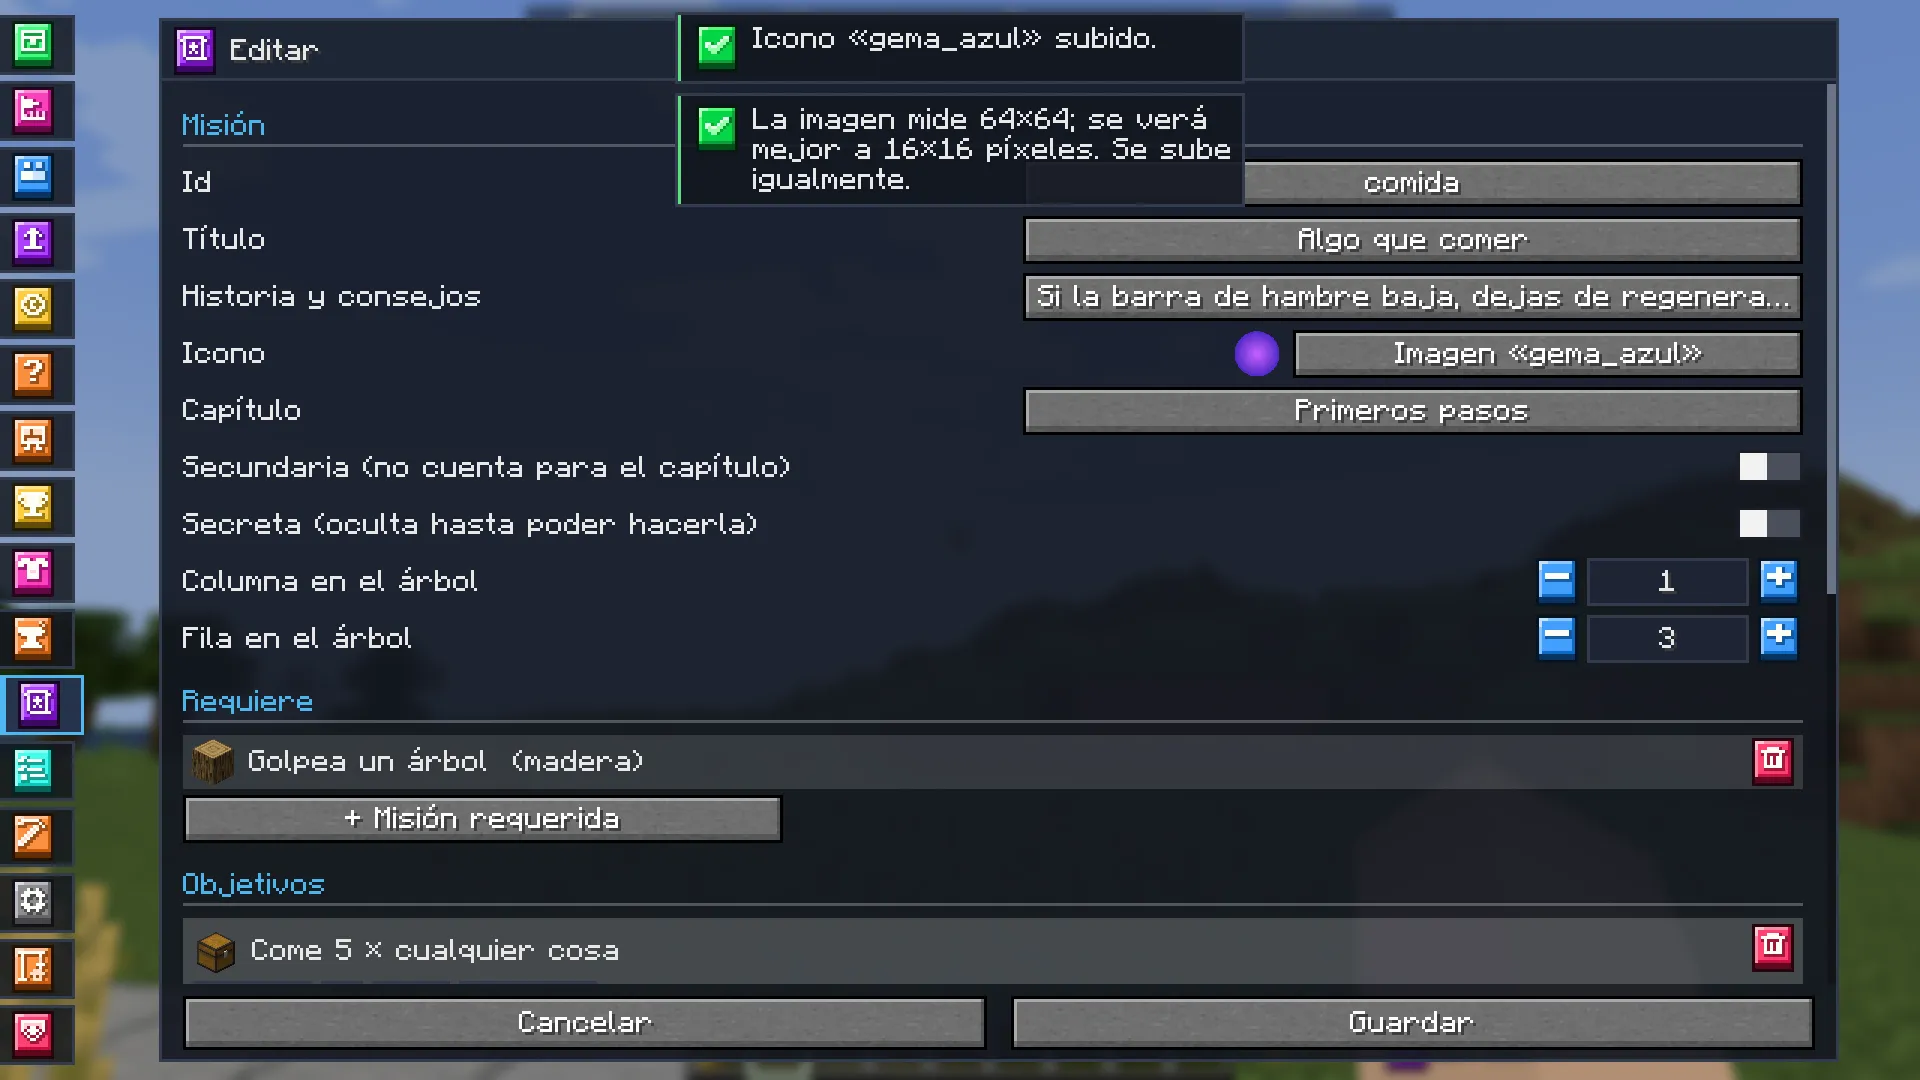 Editar
Icono «gema_azul» subido.
La imagen mide 64×64; se verá
mejor a 16×16 píxeles. Se sube
igualmente.
Misión
Id
comida
Título
Algo que comer
Historia y consejos
Si la barra de hambre baja, dejas de regenera...
Icono
Imagen «gema_azul»
Capítulo
Primeros pasos
Secundaria (no cuenta para el capítulo)
Secreta (oculta hasta poder hacerla)
Columna en el árbol
1
Fila en el árbol
3
Requiere
Golpea un árbol (madera)
+ Misión requerida
Objetivos
Come 5 × cualquier cosa
Cancelar
Guardar